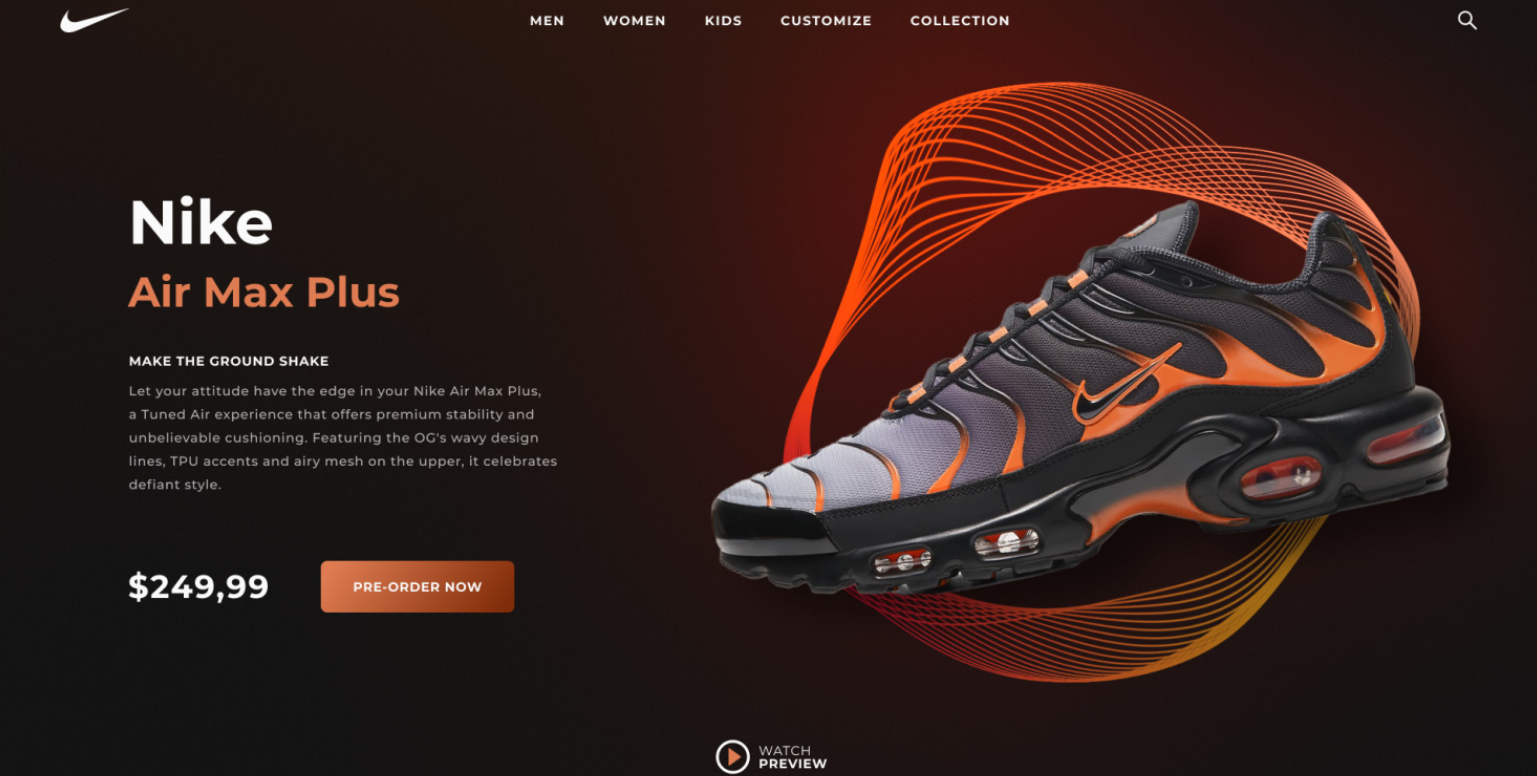 MEN WOMEN KIDS CUSTOMIZE COLLECTION
Nike
Air Max Plus
MAKE THE GROUND SHAKE
Let your attitude have the edge in your Nike Air Max Plus,
a Tuned Air experience that offers premium stability and
unbelievable cushioning. Featuring the OG's wavy design
lines, TPU accents and airy mesh on the upper, it celebrates
defiant style.
$249,99
PRE-ORDER NOW
WATCH
PREVIEW